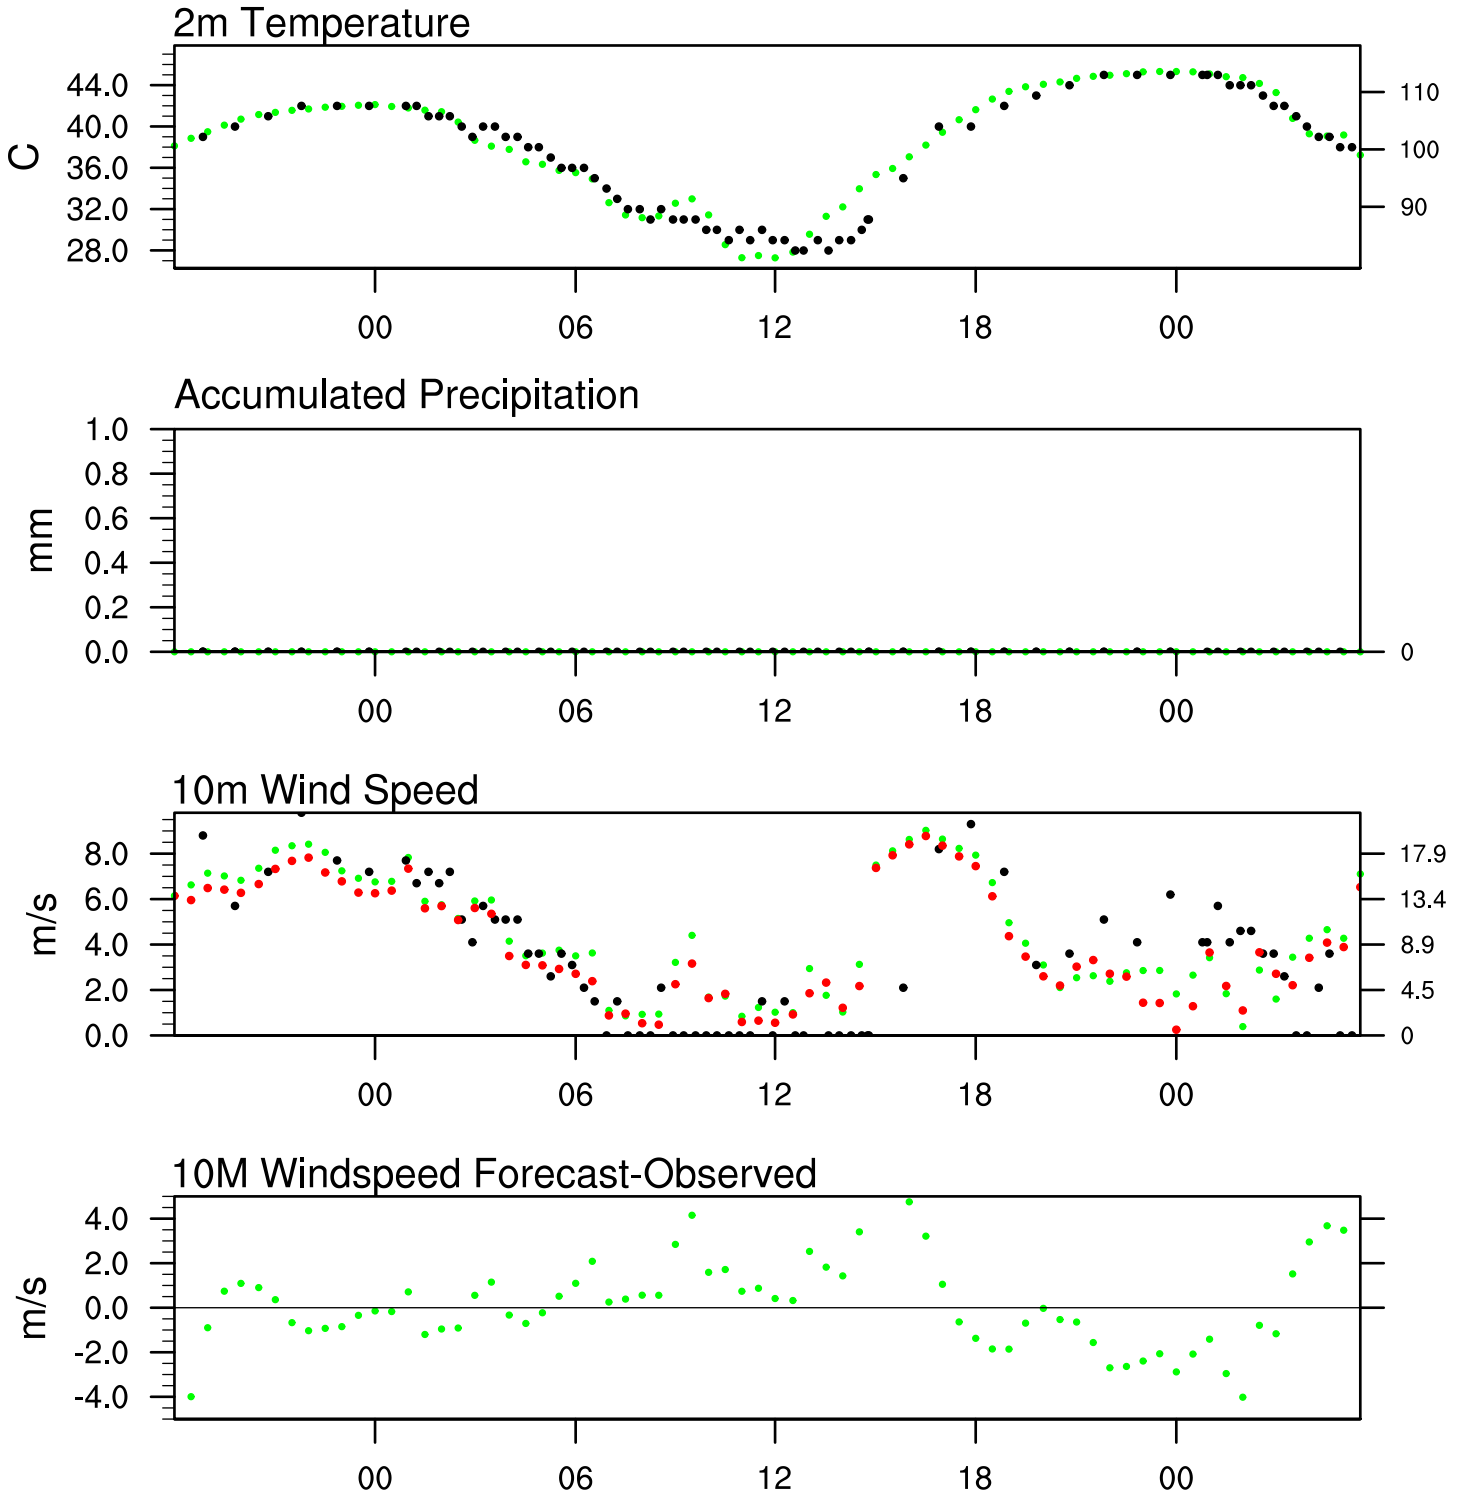 2m Temperature
44.0
40.0
36.0
32.0
28.0
C
110
100
90
00 06 12 18 00
Accumulated Precipitation
1.0
0.8
0.6
0.4
0.2
0.0
mm
0
00 06 12 18 00
10m Wind Speed
8.0
6.0
4.0
2.0
0.0
m/s
17.9
13.4
8.9
4.5
0
00 06 12 18 00
10M Windspeed Forecast-Observed
4.0
2.0
0.0
-2.0
-4.0
m/s
00 06 12 18 00